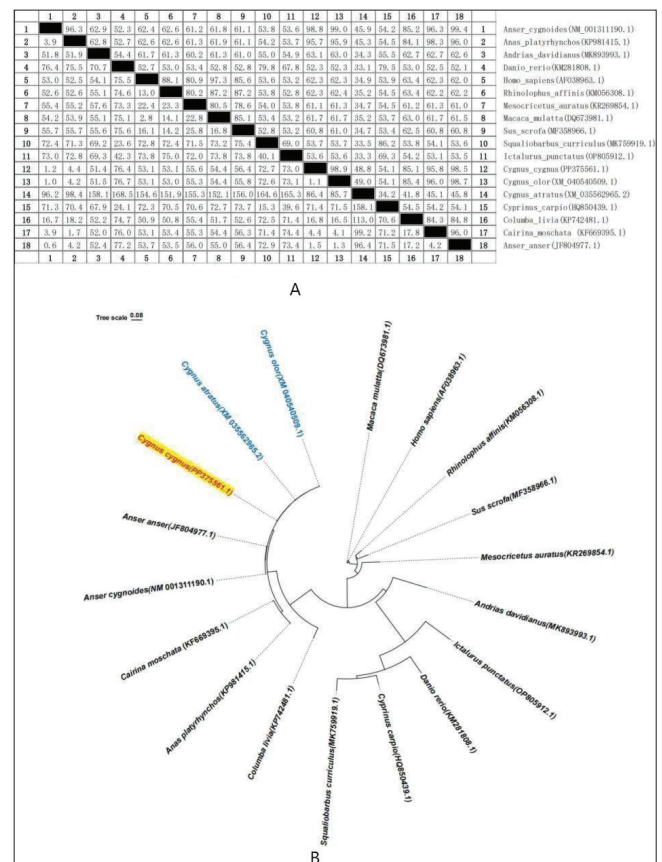 1 2 3 4 5 6 7 8 9 10 11 12 13 14 15 16 17 18
1 96.3 62.9 52.3 62.4 62.6 61.2 61.8 61.1 53.8 53.6 98.8 99.0 45.9 54.2 85.2 96.3 99.4 1 Anser_cygnoides(NM_001311190.1)
2 3.9 62.8 52.7 62.6 62.6 61.3 61.9 61.1 54.2 53.7 95.7 95.9 45.3 54.5 84.1 98.3 96.0 2 Anas_platyrhynchos(KP981415.1)
3 51.8 51.9 54.4 61.7 61.3 60.2 61.3 61.0 55.0 54.9 63.1 63.0 34.3 55.5 62.7 62.7 62.6 3 Andrias_davidianus(MK893993.1)
4 76.4 75.5 70.7 52.7 53.0 53.4 52.8 52.8 79.8 67.8 52.3 52.3 33.1 79.5 53.0 52.5 52.1 4 Danio_rerio(KM281808.1)
5 53.0 52.5 54.1 75.5 88.1 80.9 97.3 85.6 53.6 53.2 62.3 62.3 34.9 53.9 63.4 62.3 62.0 5 Homo_sapiens(AF038963.1)
6 52.6 52.6 55.1 74.6 13.0 80.2 87.2 87.2 53.8 52.8 62.3 62.4 35.2 54.5 63.4 62.2 62.2 6 Rhinolophus_affinis(KM056308.1)
7 55.4 55.2 57.6 73.3 22.4 23.3 80.5 78.6 54.0 53.8 61.1 61.3 34.7 54.5 61.2 61.3 61.0 7 Mesocricetus_auratus(KR269854.1)
8 54.2 53.9 55.1 75.1 2.8 14.1 22.8 85.1 53.4 53.2 61.7 61.7 35.2 53.7 63.0 61.7 61.5 8 Macaca_mulatta(DQ673981.1)
9 55.7 55.7 55.6 75.6 16.1 14.2 25.8 16.8 52.8 53.2 60.8 61.0 34.7 53.4 62.5 60.8 60.8 9 Sus_scrofa(MF358966.1)
10 72.4 71.3 69.2 23.6 72.8 72.4 71.5 73.2 75.4 69.0 53.7 53.7 33.5 86.2 53.8 54.1 53.6 10 Squaliobarbus_curriculus(MK759919.1)
11 73.0 72.8 69.3 42.3 73.8 75.0 72.0 73.8 73.8 40.1 53.6 53.6 33.3 69.3 54.2 53.1 53.5 11 Ictalurus_punctatus(OP805912.1)
12 1.2 4.4 51.4 76.4 53.1 53.1 55.6 54.4 56.4 72.7 73.0 98.9 48.8 54.1 85.1 95.8 98.5 12 Cygnus_cygnus(PP375561.1)
13 1.0 4.2 51.5 76.7 53.1 53.0 55.3 54.4 55.8 72.6 73.1 1.1 49.0 54.1 85.4 96.0 98.7 13 Cygnus_olor(XM_040540509.1)
14 96.2 98.4 158.1 168.5 154.6 151.9 155.3 152.1 156.0 164.6 165.3 86.4 85.7 34.2 41.8 45.1 45.8 14 Cygnus_atratus(XM_035562965.2)
15 71.3 70.4 67.9 24.1 72.3 70.5 70.6 72.7 73.7 15.3 39.6 71.4 71.5 158.1 54.5 54.2 54.1 15 Cyprinus_carpio(HQ850439.1)
16 16.7 18.2 52.2 74.7 50.9 50.8 55.4 51.7 52.6 72.5 71.4 16.8 16.5 113.0 70.6 84.3 84.8 16 Columba_livia(KP742481.1)
17 3.9 1.7 52.0 76.0 53.1 53.4 55.3 54.4 56.3 71.4 74.4 4.4 4.1 99.2 71.2 17.8 96.0 17 Cairina_moschata (KF669395.1)
18 0.6 4.2 52.4 77.2 53.7 53.5 56.0 55.0 56.4 72.9 73.4 1.5 1.3 96.4 71.5 17.2 4.2 18 Anser_anser(JF804977.1)
1 2 3 4 5 6 7 8 9 10 11 12 13 14 15 16 17 18
A
Tree scale 0.08
Cygnus olor(XM 040540509.1)
Cygnus atratus(XM 035562965.2)
Cygnus cygnus(PP375561.1)
Anser anser(JF804977.1)
Anser cygnoides(NM 001311190.1)
Cairina moschata (KF669395.1)
Anas platyrhynchos(KP981415.1)
Columba livia(KP742481.1)
Squaliobarbus curriculus(MK759919.1)
Cyprinus carpio(HQ850439.1)
Danio rerio(KM281808.1)
Ictalurus punctatus(OP805912.1)
Andrias davidianus(MK893993.1)
Mesocricetus auratus(KR269854.1)
Sus scrofa(MF358966.1)
Rhinolophus affinis(KM056308.1)
Homo sapiens(AF038963.1)
Macaca mulatta(DQ673981.1)
B